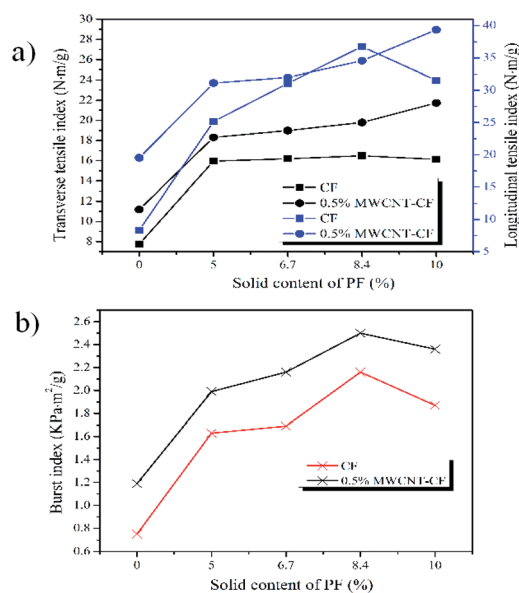 a)
Transverse tensile index (N·m/g)
30
28
26
24
22
20
18
16
14
12
10
8
Longitudinal tensile index (N·m/g)
40
35
30
25
20
15
10
5
CF
0.5% MWCNT-CF
CF
0.5% MWCNT-CF
0 5 6.7 8.4 10
Solid content of PF (%)
b)
Burst index (KPa·m²/g)
2.6
2.4
2.2
2.0
1.8
1.6
1.4
1.2
1.0
0.8
0.6
CF
0.5% MWCNT-CF
0 5 6.7 8.4 10
Solid content of PF (%)